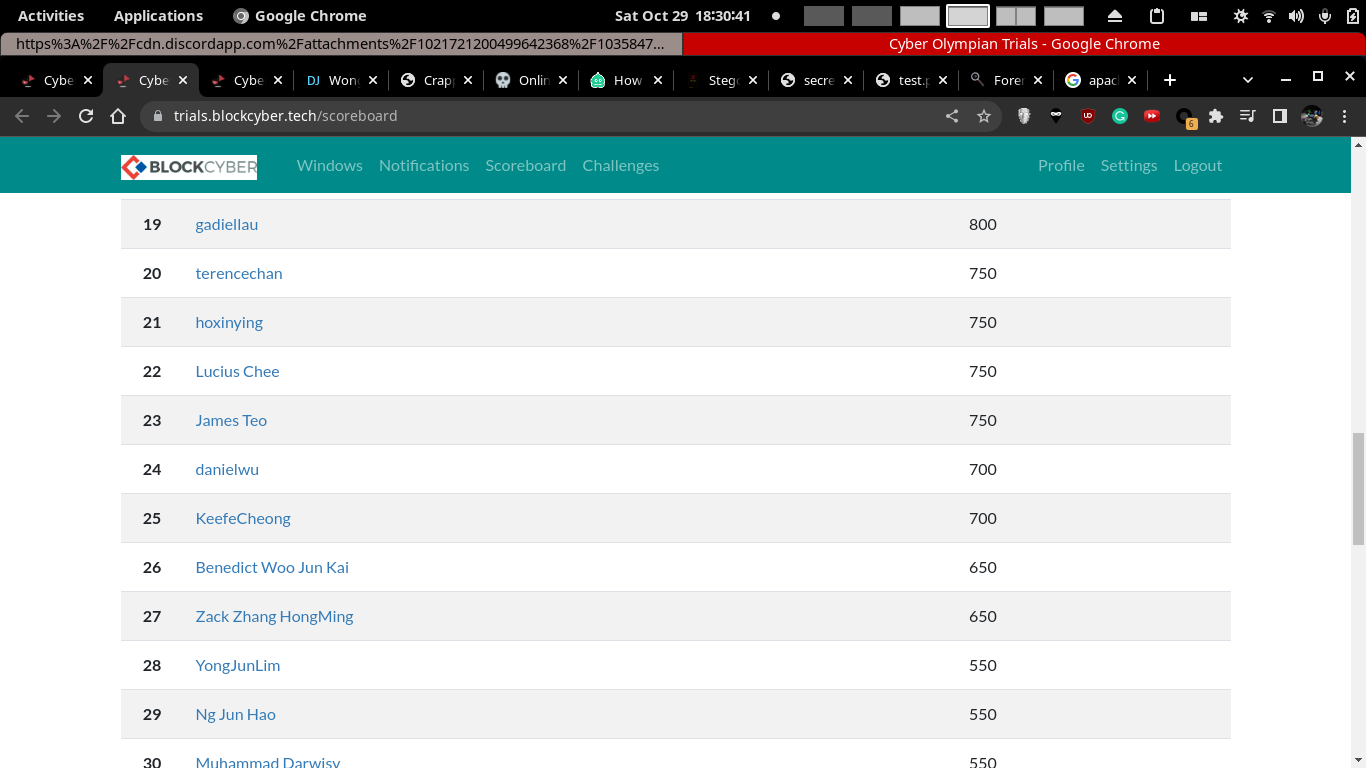 Activities Applications Google Chrome Sat Oct 29 18:30:41
https%3A%2F%2Fcdn.discordapp.com%2Fattachments%2F1021721200499642368%2F1035847... Cyber Olympian Trials - Google Chrome
Cybe Cybe Cybe DJ Won Crap Onlin How Steg secre test.p Forer apac
trials.blockcyber.tech/scoreboard UD G 6
BLOCKCYBER Windows Notifications Scoreboard Challenges Profile Settings Logout
19 gadiellau 800
20 terencechan 750
21 hoxinying 750
22 Lucius Chee 750
23 James Teo 750
24 danielwu 700
25 KeefeCheong 700
26 Benedict Woo Jun Kai 650
27 Zack Zhang HongMing 650
28 YongJunLim 550
29 Ng Jun Hao 550
30 Muhammad Darwisy 550